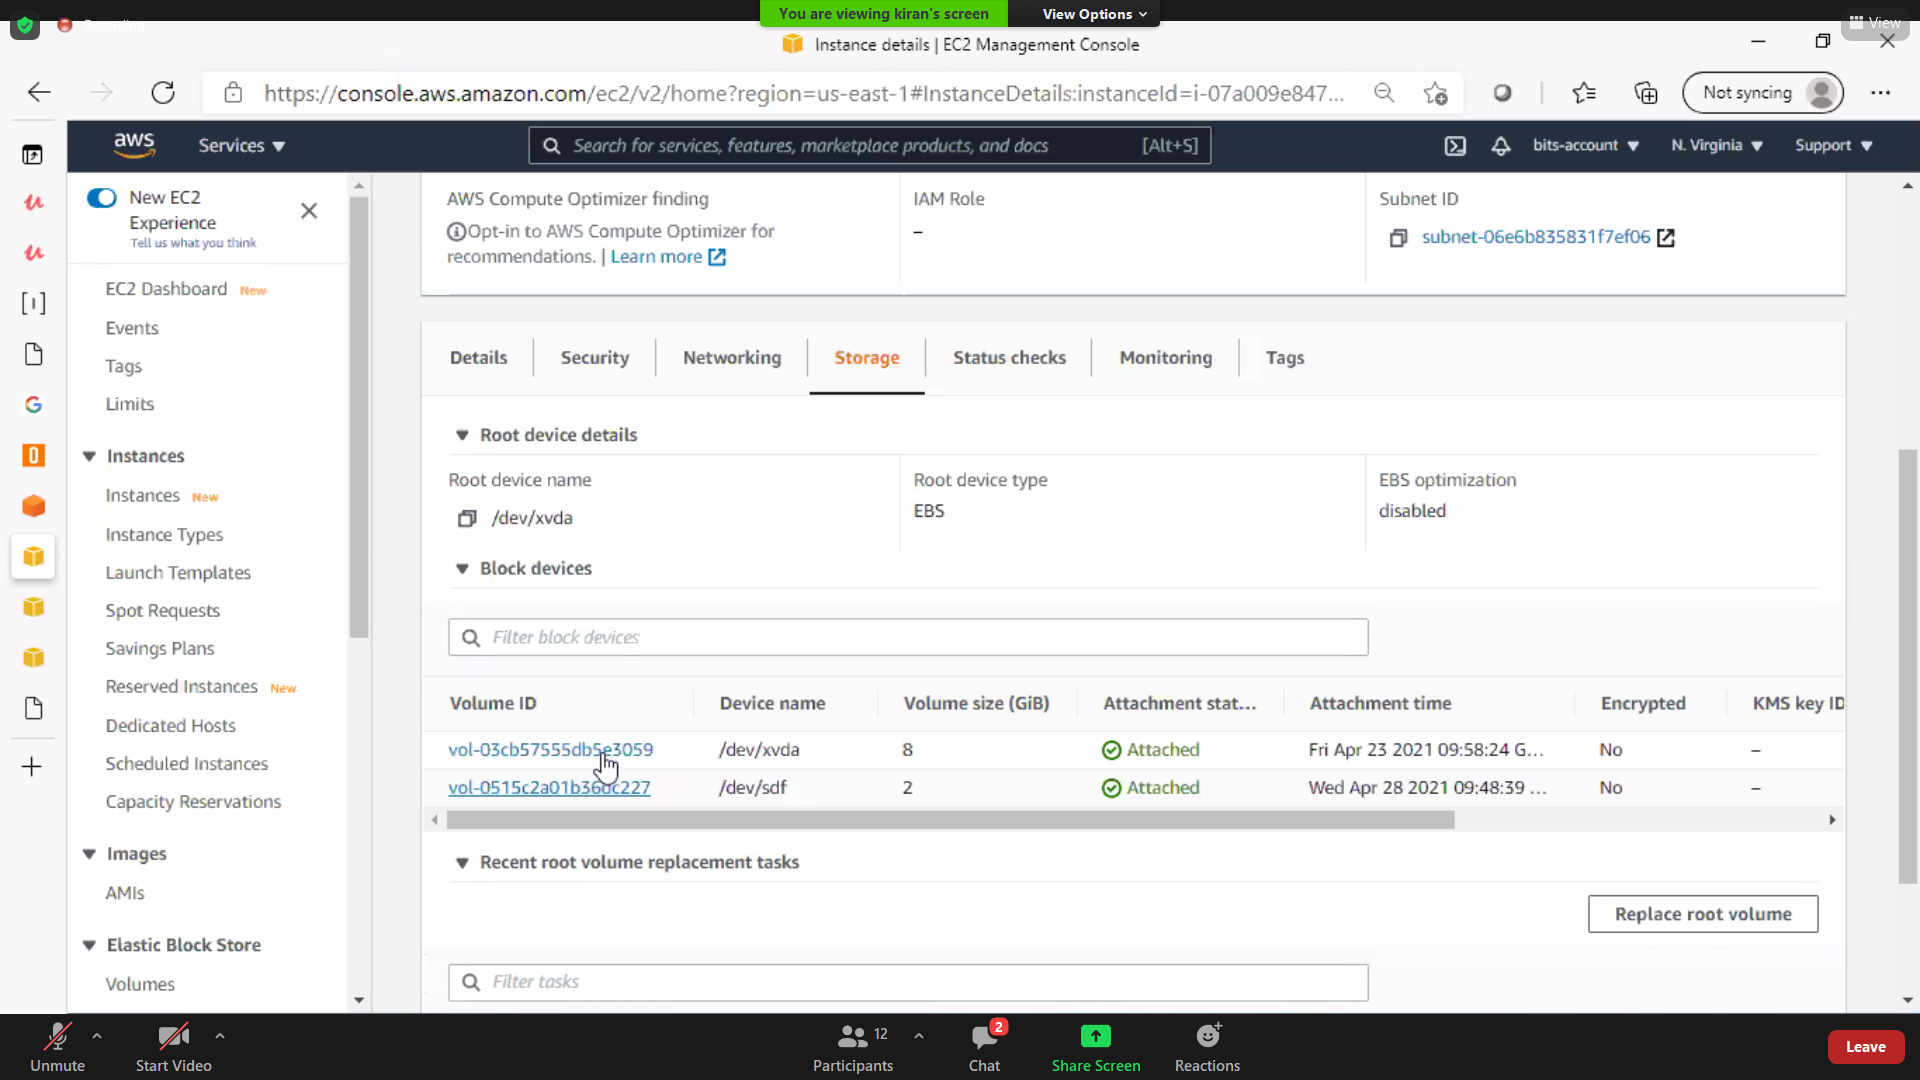 You are viewing kiran's screen
View Options
View
Instance details | EC2 Management Console
https://console.aws.amazon.com/ec2/v2/home?region=us-east-1#InstanceDetails:instanceId=i-07a009e847...
Not syncing
aws
Services
Search for services, features, marketplace products, and docs
[Alt+S]
bits-account
N. Virginia
Support
New EC2
Experience
Tell us what you think
EC2 Dashboard New
Events
Tags
Limits
Instances
Instances New
Instance Types
Launch Templates
Spot Requests
Savings Plans
Reserved Instances New
Dedicated Hosts
Scheduled Instances
Capacity Reservations
Images
AMIs
Elastic Block Store
Volumes
AWS Compute Optimizer finding
Opt-in to AWS Compute Optimizer for
recommendations. | Learn more
IAM Role
–
Subnet ID
subnet-06e6b835831f7ef06
Details
Security
Networking
Storage
Status checks
Monitoring
Tags
Root device details
Root device name
/dev/xvda
Root device type
EBS
EBS optimization
disabled
Block devices
Filter block devices
Volume ID Device name Volume size (GiB) Attachment stat... Attachment time Encrypted KMS key ID
vol-03cb57555db5e3059 /dev/xvda 8 Attached Fri Apr 23 2021 09:58:24 G... No –
/dev/sdf 2 Attached Wed Apr 28 2021 09:48:39 ... No –
Recent root volume replacement tasks
Replace root volume
Filter tasks
Unmute
Start Video
12
Participants
2
Chat
Share Screen
Reactions
Leave